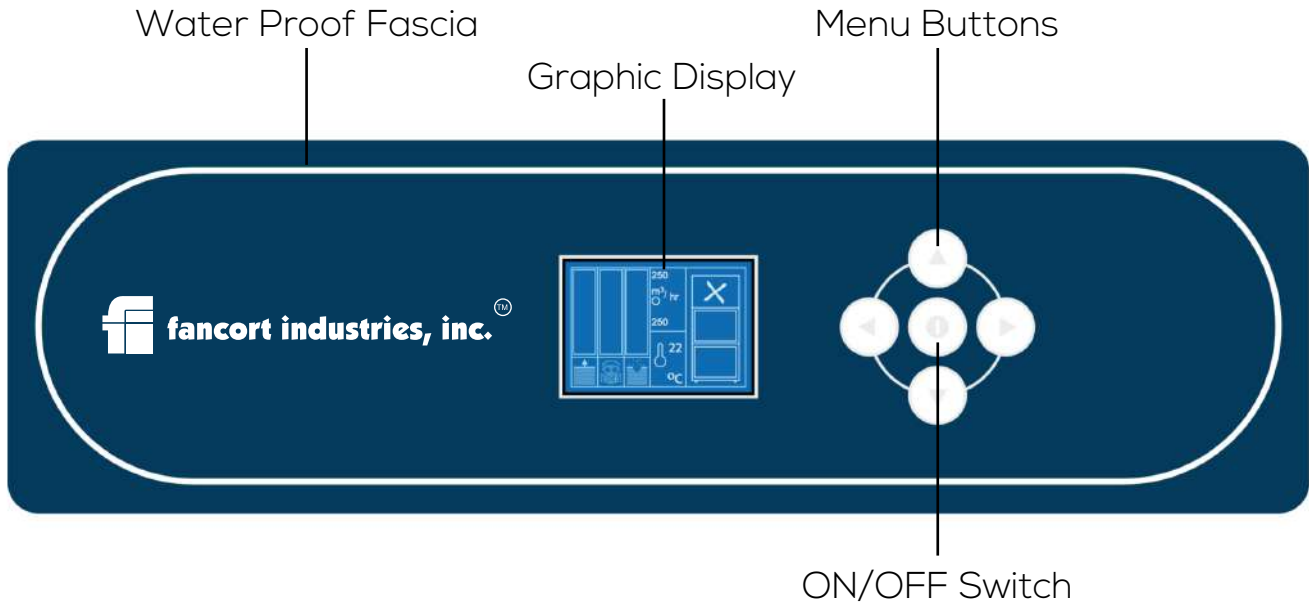 Water Proof Fascia
Menu Buttons
Graphic Display
250
m³/ hr
250
22
ºC
fancort industries, inc.
TM
ON/OFF Switch